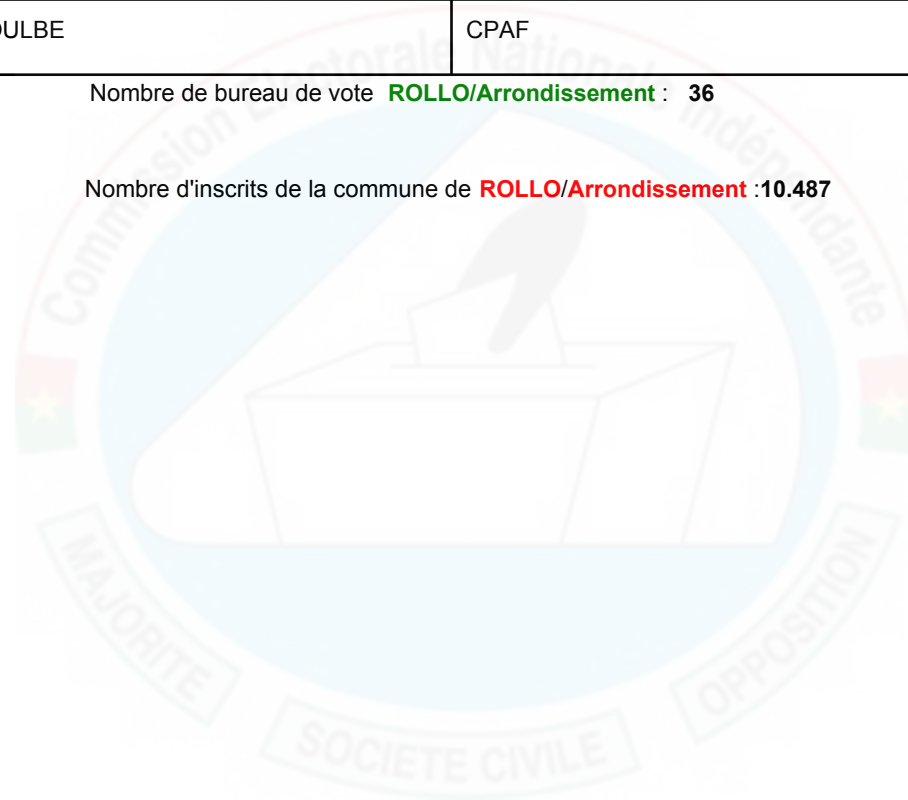 OULBE CPAF
Nombre de bureau de vote ROLLO/Arrondissement : 36
Nombre d'inscrits de la commune de ROLLO/Arrondissement :10.487
Commission Electorale Nationale Indépendante
MAJORITE
SOCIETE CIVILE
OPPOSITION